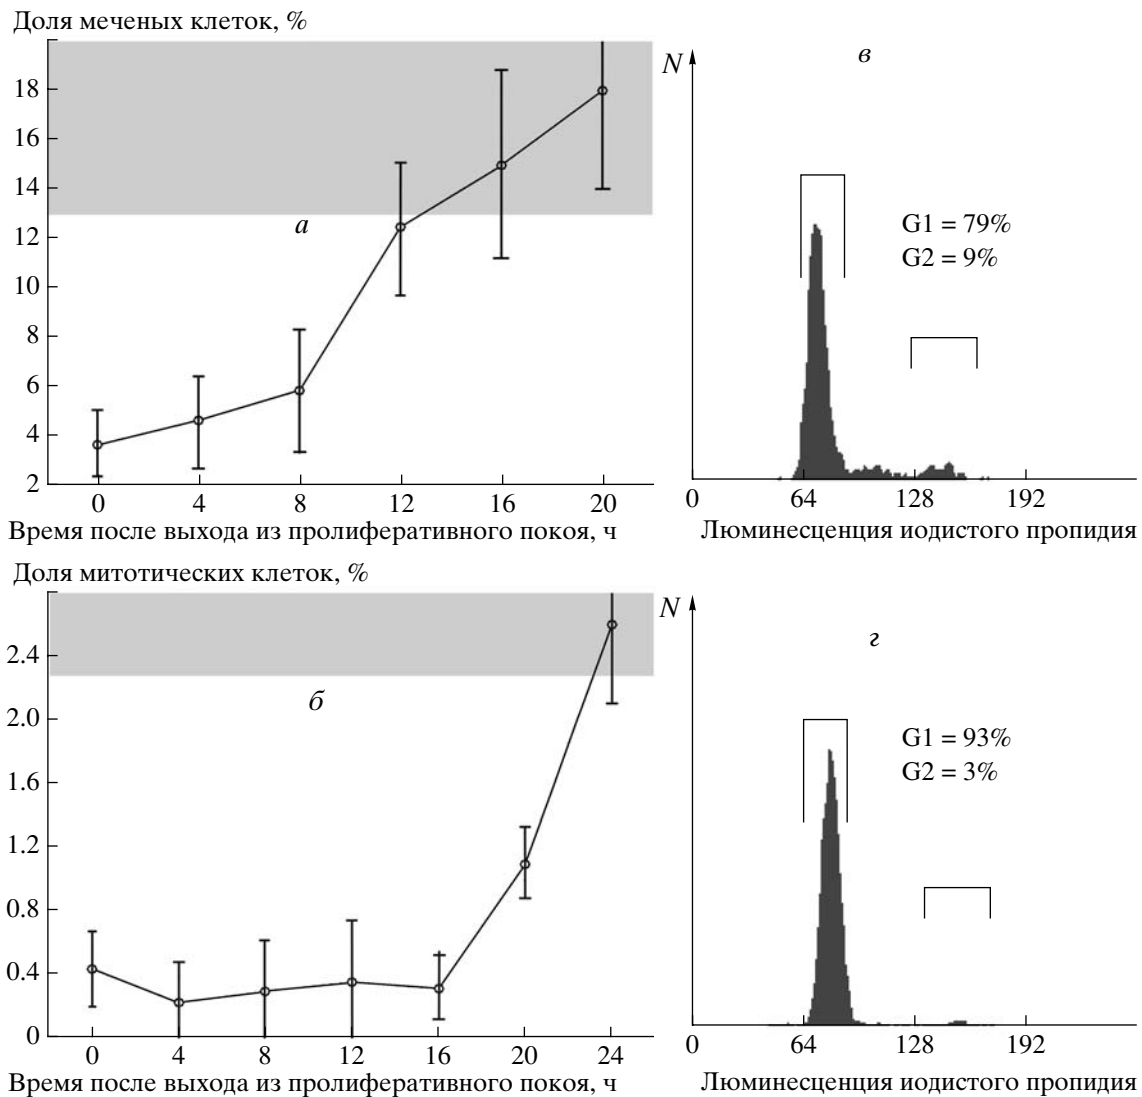 Доля меченых клеток, %
18
16
14
12
10
8
6
4
2
а
0 4 8 12 16 20
Время после выхода из пролиферативного покоя, ч
N
в
G1 = 79%
G2 = 9%
0 64 128 192
Люминесценция иодистого пропидия
Доля митотических клеток, %
2.4
2.0
1.6
1.2
0.8
0.4
0
б
0 4 8 12 16 20 24
Время после выхода из пролиферативного покоя, ч
N
г
G1 = 93%
G2 = 3%
0 64 128 192
Люминесценция иодистого пропидия